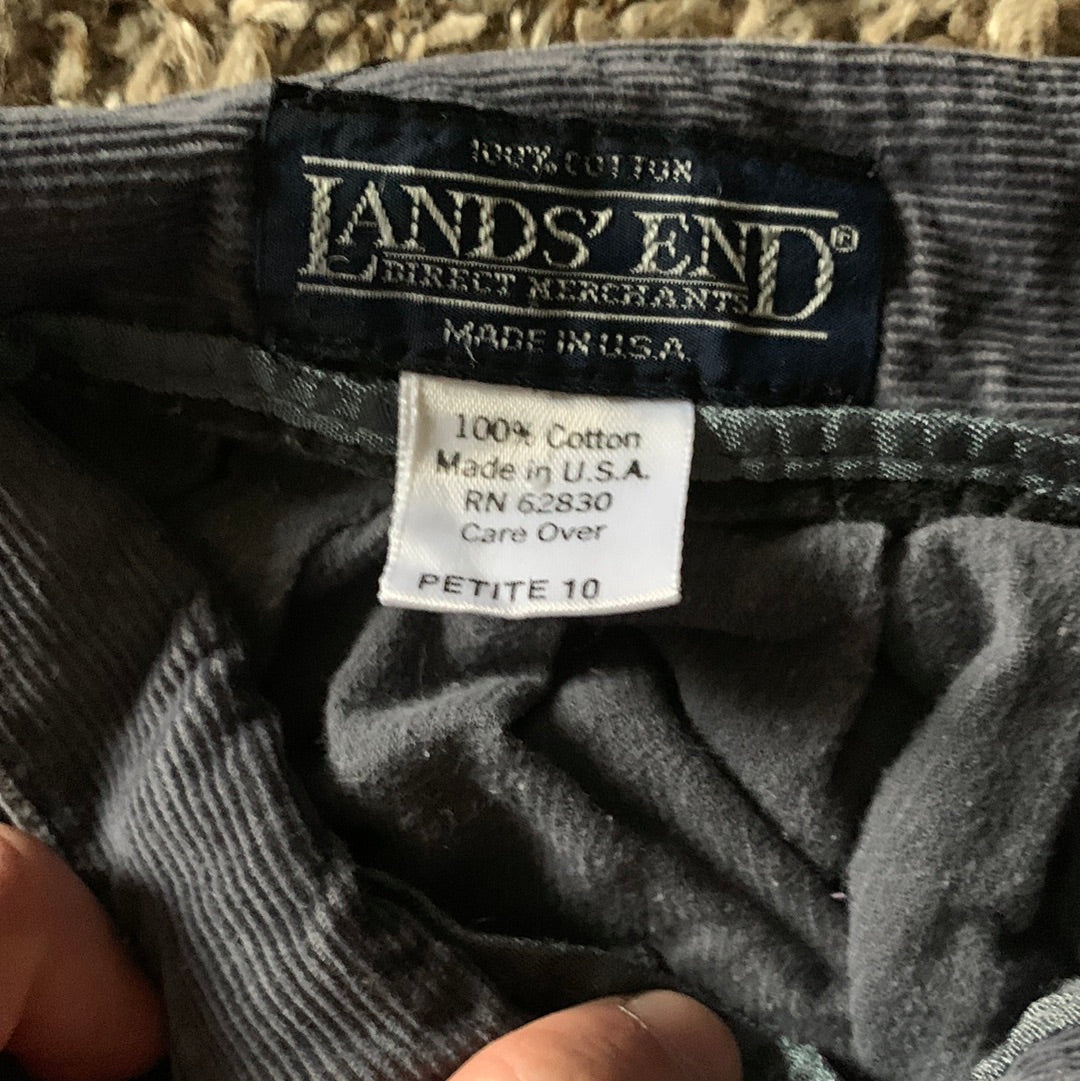 100% COTTON
LANDS' END®
DIRECT MERCHANTS
MADE IN U.S.A.
100% Cotton
Made in U.S.A.
RN 62830
Care Over
PETITE 10